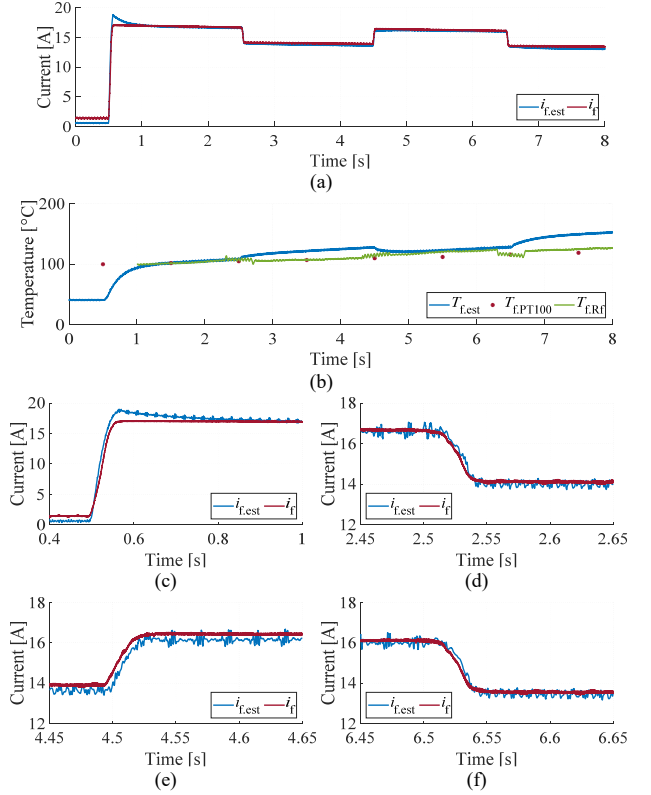 20
15
10
5
0
Current [A]
i_f.est i_f
0 1 2 3 4 5 6 7 8
Time [s]
(a)
200
100
0
Temperature [°C]
T_f.est T_f.PT100 T_f.Rf
0 1 2 3 4 5 6 7 8
Time [s]
(b)
20
15
10
5
0
Current [A]
i_f.est i_f
0.4 0.6 0.8 1
Time [s]
(c)
18
16
14
12
Current [A]
i_f.est i_f
2.45 2.5 2.55 2.6 2.65
Time [s]
(d)
18
16
14
12
Current [A]
i_f.est i_f
4.45 4.5 4.55 4.6 4.65
Time [s]
(e)
18
16
14
12
Current [A]
i_f.est i_f
6.45 6.5 6.55 6.6 6.65
Time [s]
(f)